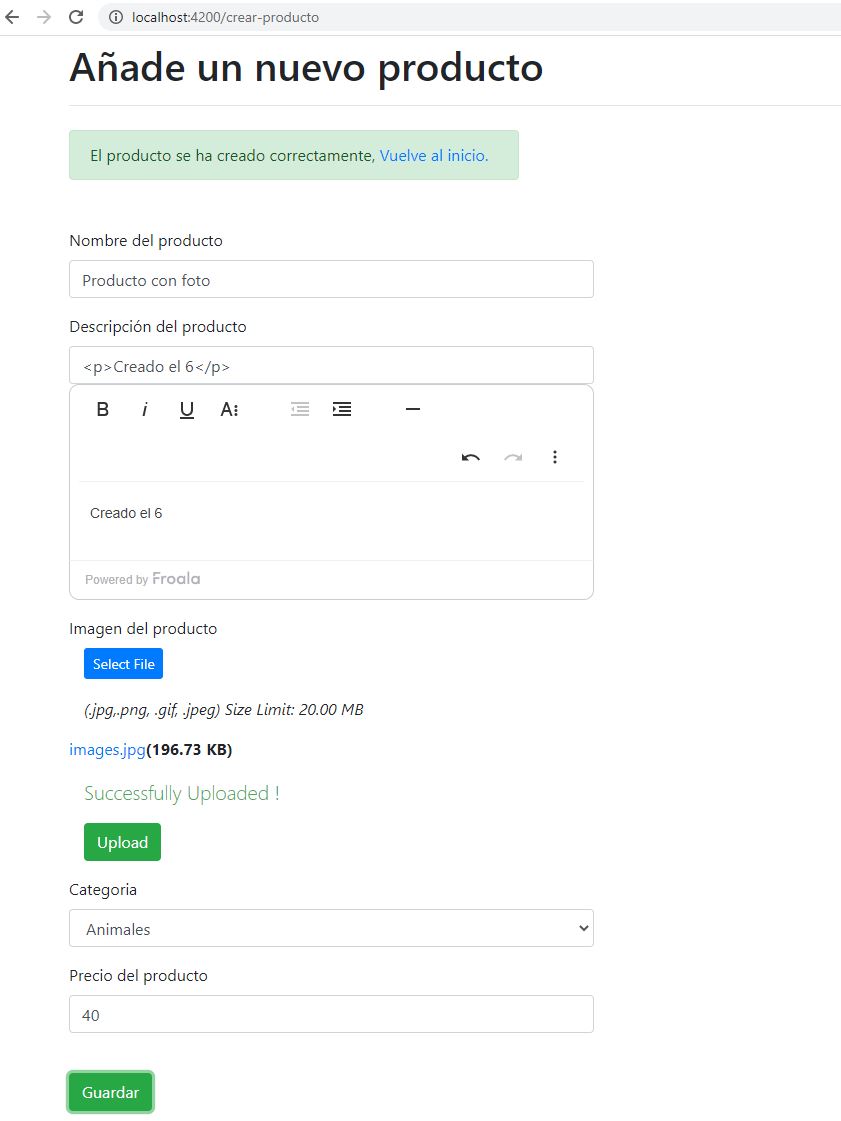 localhost:4200/crear-producto
Añade un nuevo producto
El producto se ha creado correctamente, Vuelve al inicio.
Nombre del producto
Producto con foto
Descripción del producto
<p>Creado el 6</p>
B i U A
Creado el 6
Powered by Froala
Imagen del producto
Select File
(.jpg,.png, .gif, .jpeg) Size Limit: 20.00 MB
images.jpg(196.73 KB)
Successfully Uploaded !
Upload
Categoria
Animales
Precio del producto
40
Guardar